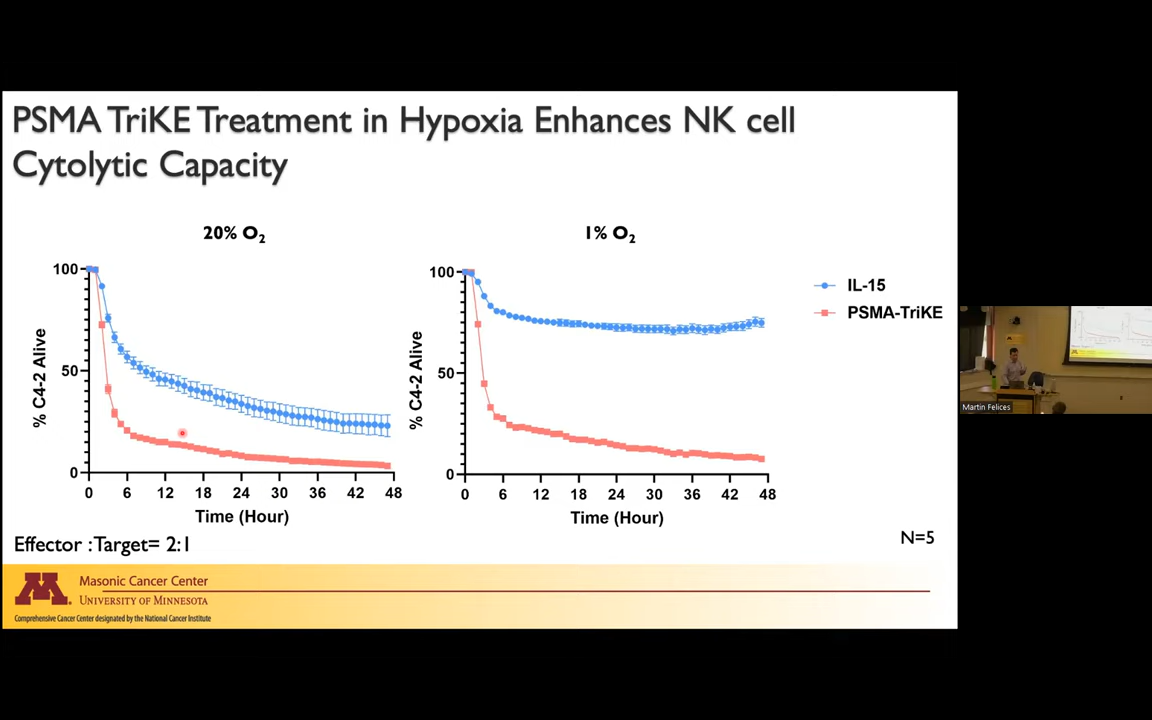 PSMA TriKE Treatment in Hypoxia Enhances NK cell
Cytolytic Capacity
20% O2
1% O2
100
50
0
% C4-2 Alive
0 6 12 18 24 30 36 42 48
Time (Hour)
100
50
0
% C4-2 Alive
0 6 12 18 24 30 36 42 48
Time (Hour)
IL-15
PSMA-TriKE
Effector :Target= 2:1
N=5
M
Masonic Cancer Center
UNIVERSITY OF MINNESOTA
Comprehensive Cancer Center designated by the National Cancer Institute
Martin Felices